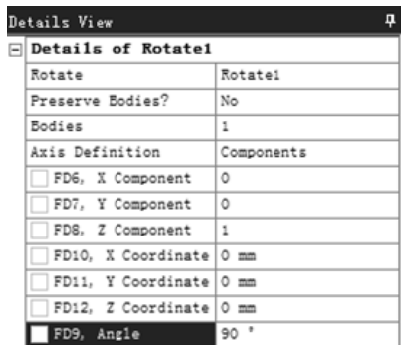 Details View
Details of Rotate1
Rotate Rotate1
Preserve Bodies? No
Bodies 1
Axis Definition Components
FD6, X Component 0
FD7, Y Component 0
FD8, Z Component 1
FD10, X Coordinate 0 mm
FD11, Y Coordinate 0 mm
FD12, Z Coordinate 0 mm
FD9, Angle 90 °